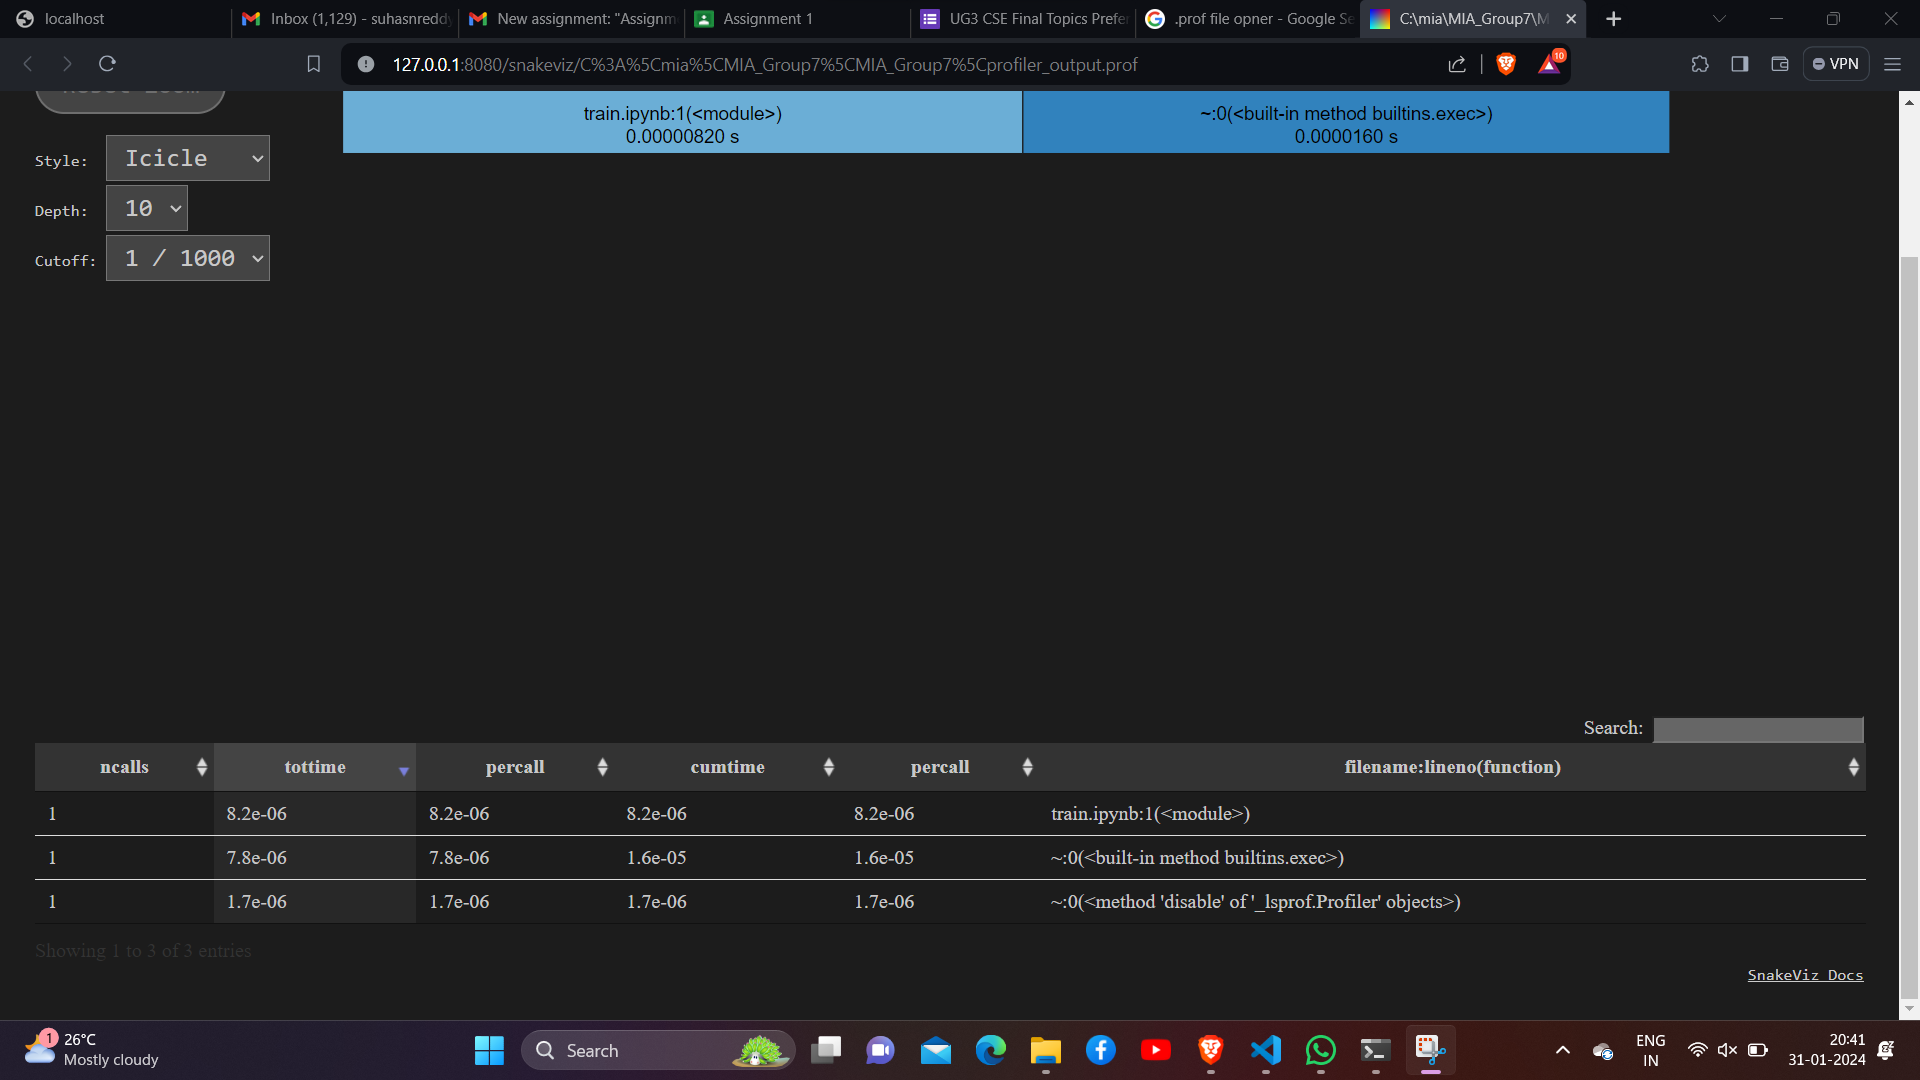 localhost
Inbox (1,129) - suhasnreddy
New assignment: "Assignm
Assignment 1
UG3 CSE Final Topics Prefer
.prof file opner - Google Se
C:\mia\MIA_Group7\M
127.0.0.1:8080/snakeviz/C%3A%5Cmia%5CMIA_Group7%5CMIA_Group7%5Cprofiler_output.prof
10
VPN
train.ipynb:1(<module>)
0.00000820 s
~:0(<built-in method builtins.exec>)
0.0000160 s
Style: Icicle
Depth: 10
Cutoff: 1 / 1000
Search:
ncalls tottime percall cumtime percall filename:lineno(function)
1 8.2e-06 8.2e-06 8.2e-06 8.2e-06 train.ipynb:1(<module>)
1 7.8e-06 7.8e-06 1.6e-05 1.6e-05 ~:0(<built-in method builtins.exec>)
1 1.7e-06 1.7e-06 1.7e-06 1.7e-06 ~:0(<method 'disable' of '_lsprof.Profiler' objects>)
Showing 1 to 3 of 3 entries
SnakeViz Docs
1
26°C
Mostly cloudy
Search
ENG
IN
20:41
31-01-2024